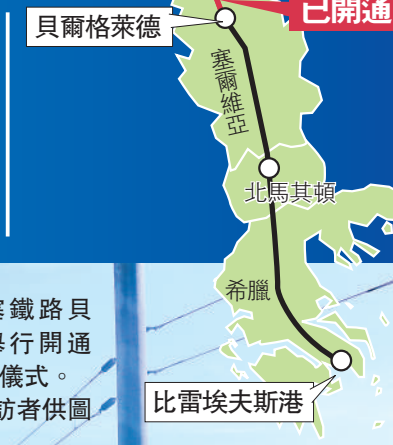 已開通
貝爾格萊德
塞爾維亞
北馬其頓
希臘
比雷埃夫斯港
塞鐵路貝
舉行開通
儀式。
訪者供圖